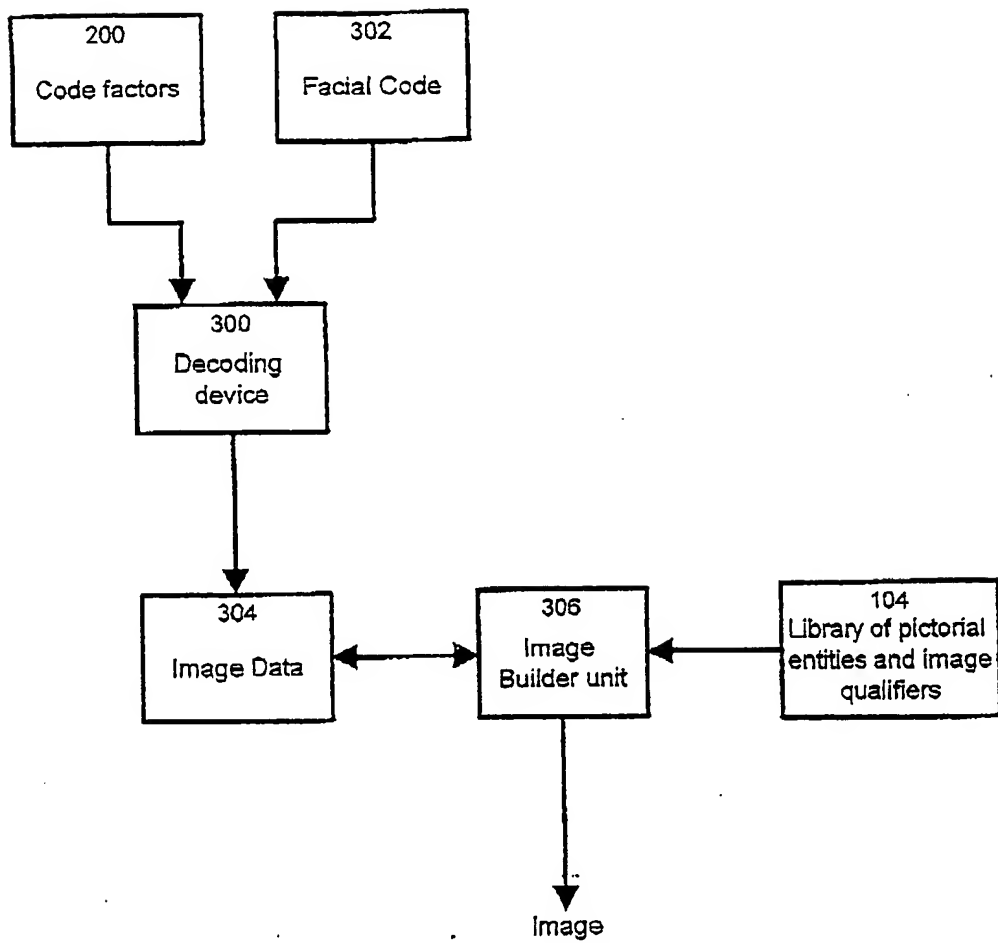 200
Code factors
302
Facial Code
300
Decoding
device
304
Image Data
306
Image
Builder unit
104
Library of pictorial
entities and image
qualifiers
Image